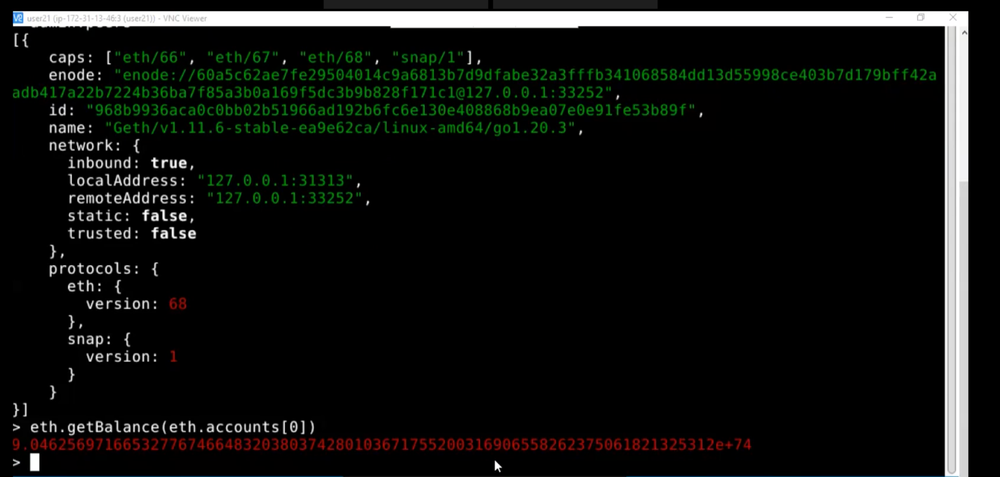 user21 (ip-172-31-13-46:3 (user21)) - VNC Viewer
[{
    caps: ["eth/66", "eth/67", "eth/68", "snap/1"],
    enode: "enode://60a5c62ae7fe29504014c9a6813b7d9dfabe32a3fffb341068584dd13d55998ce403b7d179bff42a
adb417a22b7224b36ba7f85a3b0a169f5dc3b9b828f171c1@127.0.0.1:33252",
    id: "968b9936aca0c0bb02b51966ad192b6fc6e130e408868b9ea07e0e91fe53b89f",
    name: "Geth/v1.11.6-stable-ea9e62ca/linux-amd64/go1.20.3",
    network: {
      inbound: true,
      localAddress: "127.0.0.1:31313",
      remoteAddress: "127.0.0.1:33252",
      static: false,
      trusted: false
    },
    protocols: {
      eth: {
        version: 68
      },
      snap: {
        version: 1
      }
    }
}]
> eth.getBalance(eth.accounts[0])
9.04625697166532776746648320380374280103671755200316906558262375061821325312e+74
>